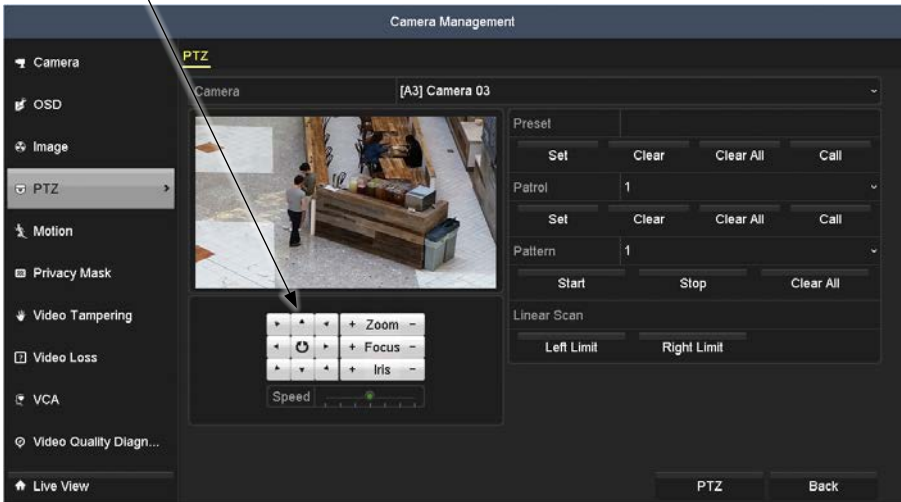 Camera Management
Camera
OSD
Image
PTZ
Motion
Privacy Mask
Video Tampering
Video Loss
VCA
Video Quality Diagn...
Live View
PTZ
Camera [A3] Camera 03
Preset
Set Clear Clear All Call
Patrol 1
Set Clear Clear All Call
Pattern 1
Start Stop Clear All
Linear Scan
Left Limit Right Limit
+ Zoom -
+ Focus -
+ Iris -
Speed
PTZ Back